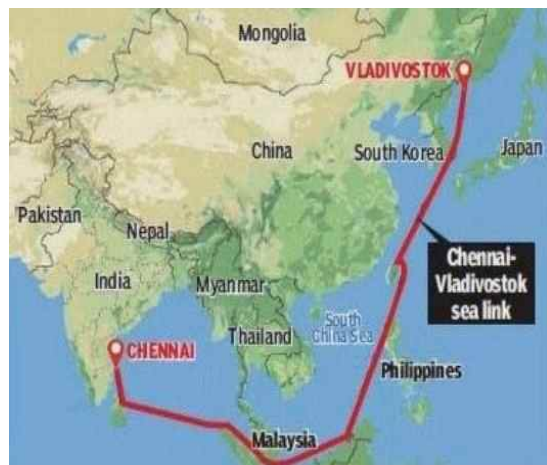 Mongolia
VLADIVOSTOK
China
South Korea
Japan
Pakistan
Nepal
India
Myanmar
Chennai-
Vladivostok
sea link
Thailand
South
China Sea
CHENNAI
Philippines
Malaysia